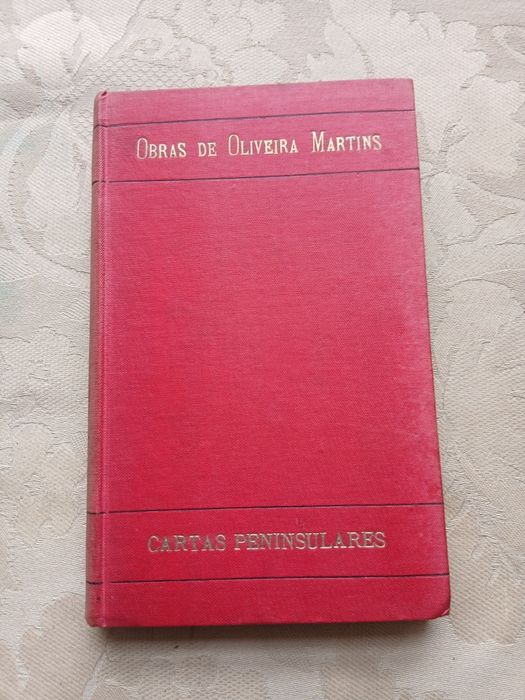 OBRAS DE OLIVEIRA MARTINS
CARTAS PENINSULARES